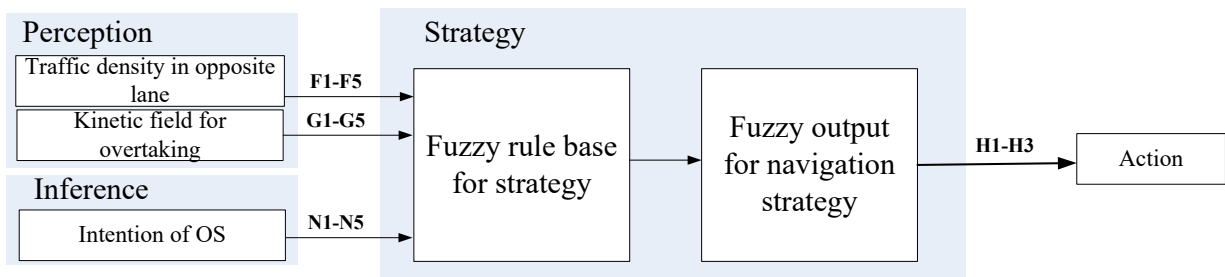 Perception
Traffic density in opposite
lane
Kinetic field for
overtaking
Inference
Intention of OS
F1-F5
G1-G5
N1-N5
Strategy
Fuzzy rule base
for strategy
Fuzzy output
for navigation
strategy
H1-H3
Action